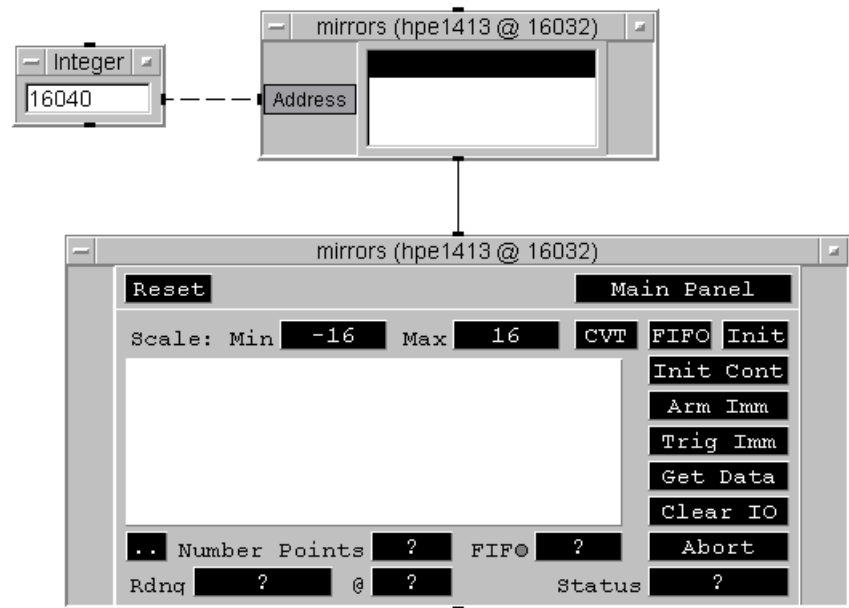 mirrors (hpe1413 @ 16032)
Integer
16040
Address
mirrors (hpe1413 @ 16032)
Reset Main Panel
Scale: Min -16 Max 16 CVT FIFO Init
Init Cont
Arm Imm
Trig Imm
Get Data
Clear IO
.. Number Points ? FIFO ? Abort
Rdng ? @ ? Status ?